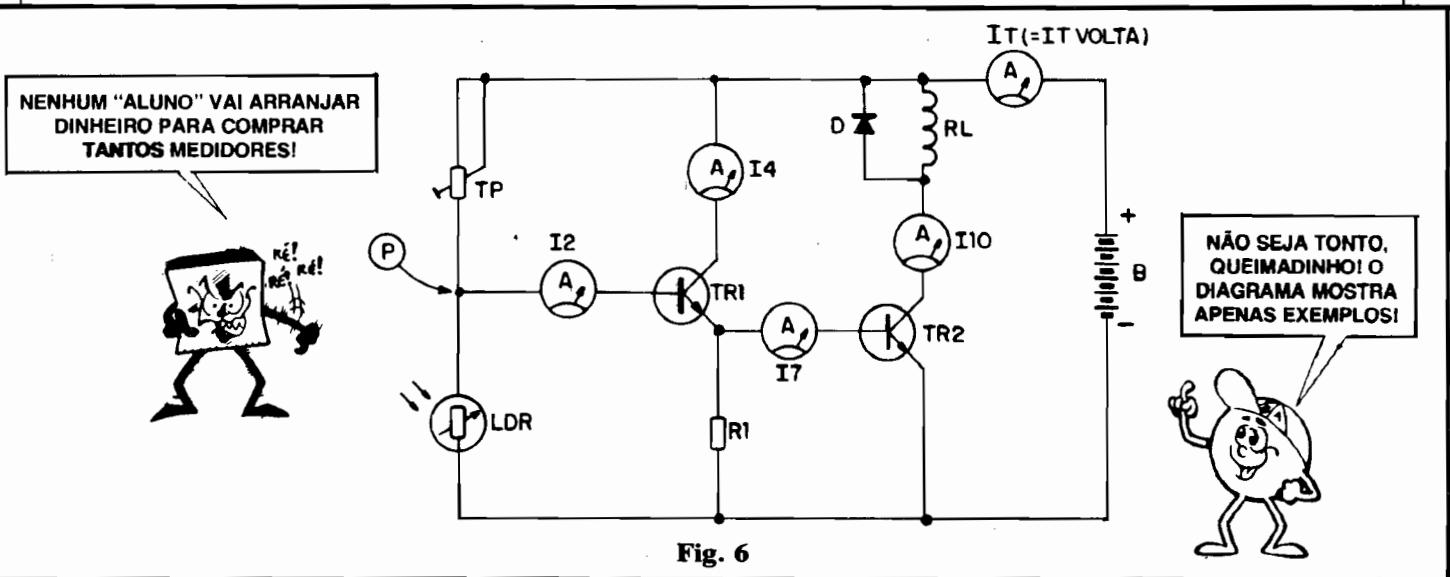 IT(=IT VOLTA)
A
NENHUM "ALUNO" VAI ARRANJAR
DINHEIRO PARA COMPRAR
TANTOS MEDIDORES!
RÉ!
RÉ!
RÉ!
TP
A
I4
D
RL
P
I2
A
TR1
A
I10
+
B
-
NÃO SEJA TONTO,
QUEIMADINHO! O
DIAGRAMA MOSTRA
APENAS EXEMPLOS!
A
I7
TR2
LDR
R1
Fig. 6